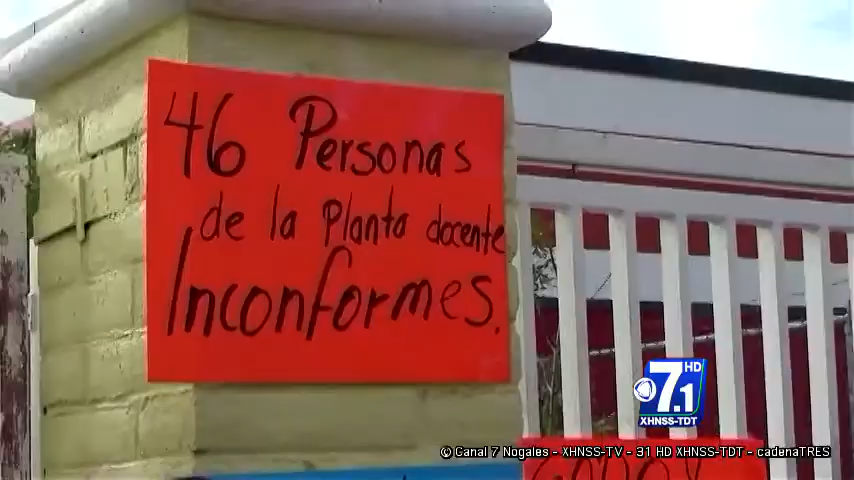 46 Personas
de la Planta docente
Inconformes.
7.1 HD
XHNSS-TDT
© Canal 7 Nogales - XHNSS-TV - 31 HD XHNSS-TDT - cadenaTRES